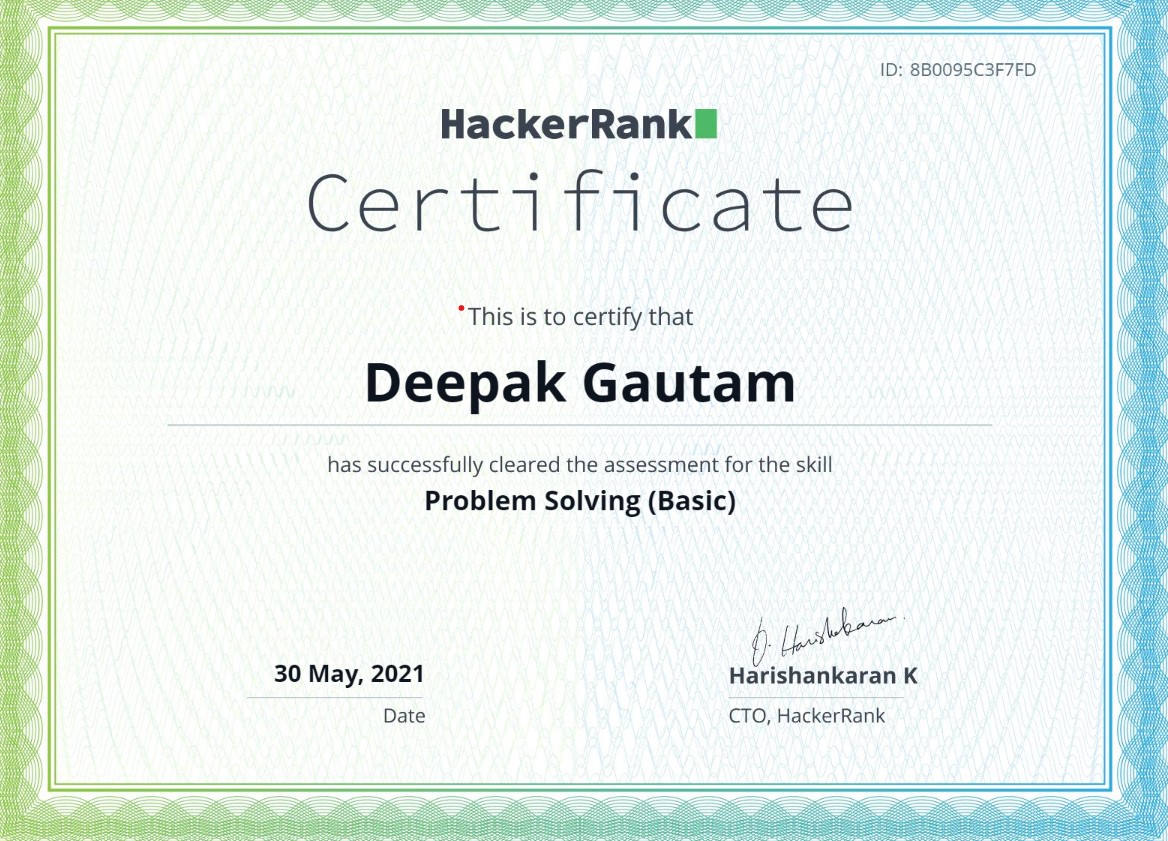 ID: 8B0095C3F7FD
HackerRank
Certificate
This is to certify that
Deepak Gautam
has successfully cleared the assessment for the skill
Problem Solving (Basic)
30 May, 2021
Date
Harishankaran K
CTO, HackerRank